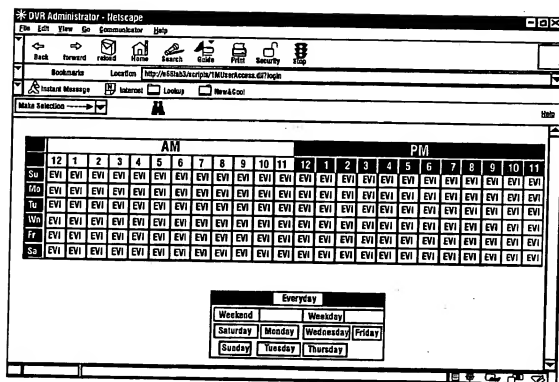 DVR Administrator - Netscape
File Edit View Go Communicator Help
Back forward reload Home Search Guide Print Security stop
Bookmarks Location http://s55lab3/scripts/1MUserAccess.dll?login
Instant Message Internet Lookup New&Cool
Make Selection
Help
AM PM
12 1 2 3 4 5 6 7 8 9 10 11 12 1 2 3 4 5 6 7 8 9 10 11
Su EVI EVI EVI EVI EVI EVI EVI EVI EVI EVI EVI EVI EVI EVI EVI EVI EVI EVI EVI EVI EVI EVI EVI EVI
Mo EVI EVI EVI EVI EVI EVI EVI EVI EVI EVI EVI EVI EVI EVI EVI EVI EVI EVI EVI EVI EVI EVI EVI EVI
Tu EVI EVI EVI EVI EVI EVI EVI EVI EVI EVI EVI EVI EVI EVI EVI EVI EVI EVI EVI EVI EVI EVI EVI EVI
Wn EVI EVI EVI EVI EVI EVI EVI EVI EVI EVI EVI EVI EVI EVI EVI EVI EVI EVI EVI EVI EVI EVI EVI EVI
Fr EVI EVI EVI EVI EVI EVI EVI EVI EVI EVI EVI EVI EVI EVI EVI EVI EVI EVI EVI EVI EVI EVI EVI EVI
Sa EVI EVI EVI EVI EVI EVI EVI EVI EVI EVI EVI EVI EVI EVI EVI EVI EVI EVI EVI EVI EVI EVI EVI EVI
Everyday
Weekend Weekday
Saturday Monday Wednesday Friday
Sunday Tuesday Thursday